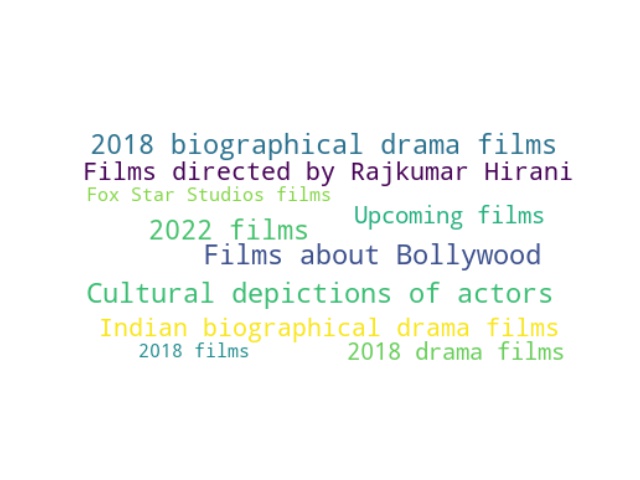 2018 biographical drama films
Films directed by Rajkumar Hirani
Fox Star Studios films
Upcoming films
2022 films
Films about Bollywood
Cultural depictions of actors
Indian biographical drama films
2018 films
2018 drama films